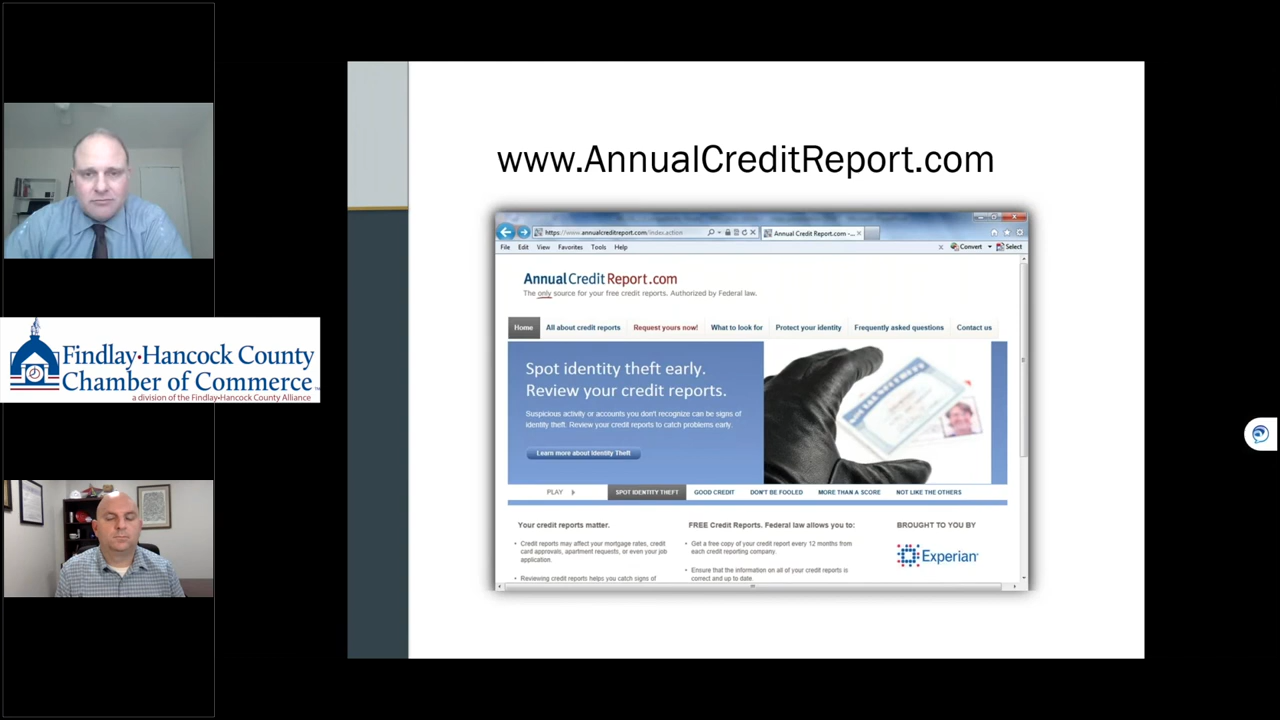 www.AnnualCreditReport.com
https://www.annualcreditreport.com/index.action
Annual Credit Report.com -...
File Edit View Favorites Tools Help
Convert
Select
AnnualCreditReport.com
The only source for your free credit reports. Authorized by Federal law.
Home
All about credit reports
Request yours now!
What to look for
Protect your identity
Frequently asked questions
Contact us
Spot identity theft early.
Review your credit reports.
Suspicious activity or accounts you don't recognize can be signs of
identity theft. Review your credit reports to catch problems early.
Learn more about Identity Theft
PLAY
SPOT IDENTITY THEFT
GOOD CREDIT
DON'T BE FOOLED
MORE THAN A SCORE
NOT LIKE THE OTHERS
Your credit reports matter.
• Credit reports may affect your mortgage rates, credit
card approvals, apartment requests, or even your job
application.
• Reviewing credit reports helps you catch signs of
FREE Credit Reports. Federal law allows you to:
• Get a free copy of your credit report every 12 months from
each credit reporting company.
• Ensure that the information on all of your credit reports is
correct and up to date.
BROUGHT TO YOU BY
Experian
Findlay•Hancock County
Chamber of Commerce
a division of the Findlay•Hancock County Alliance